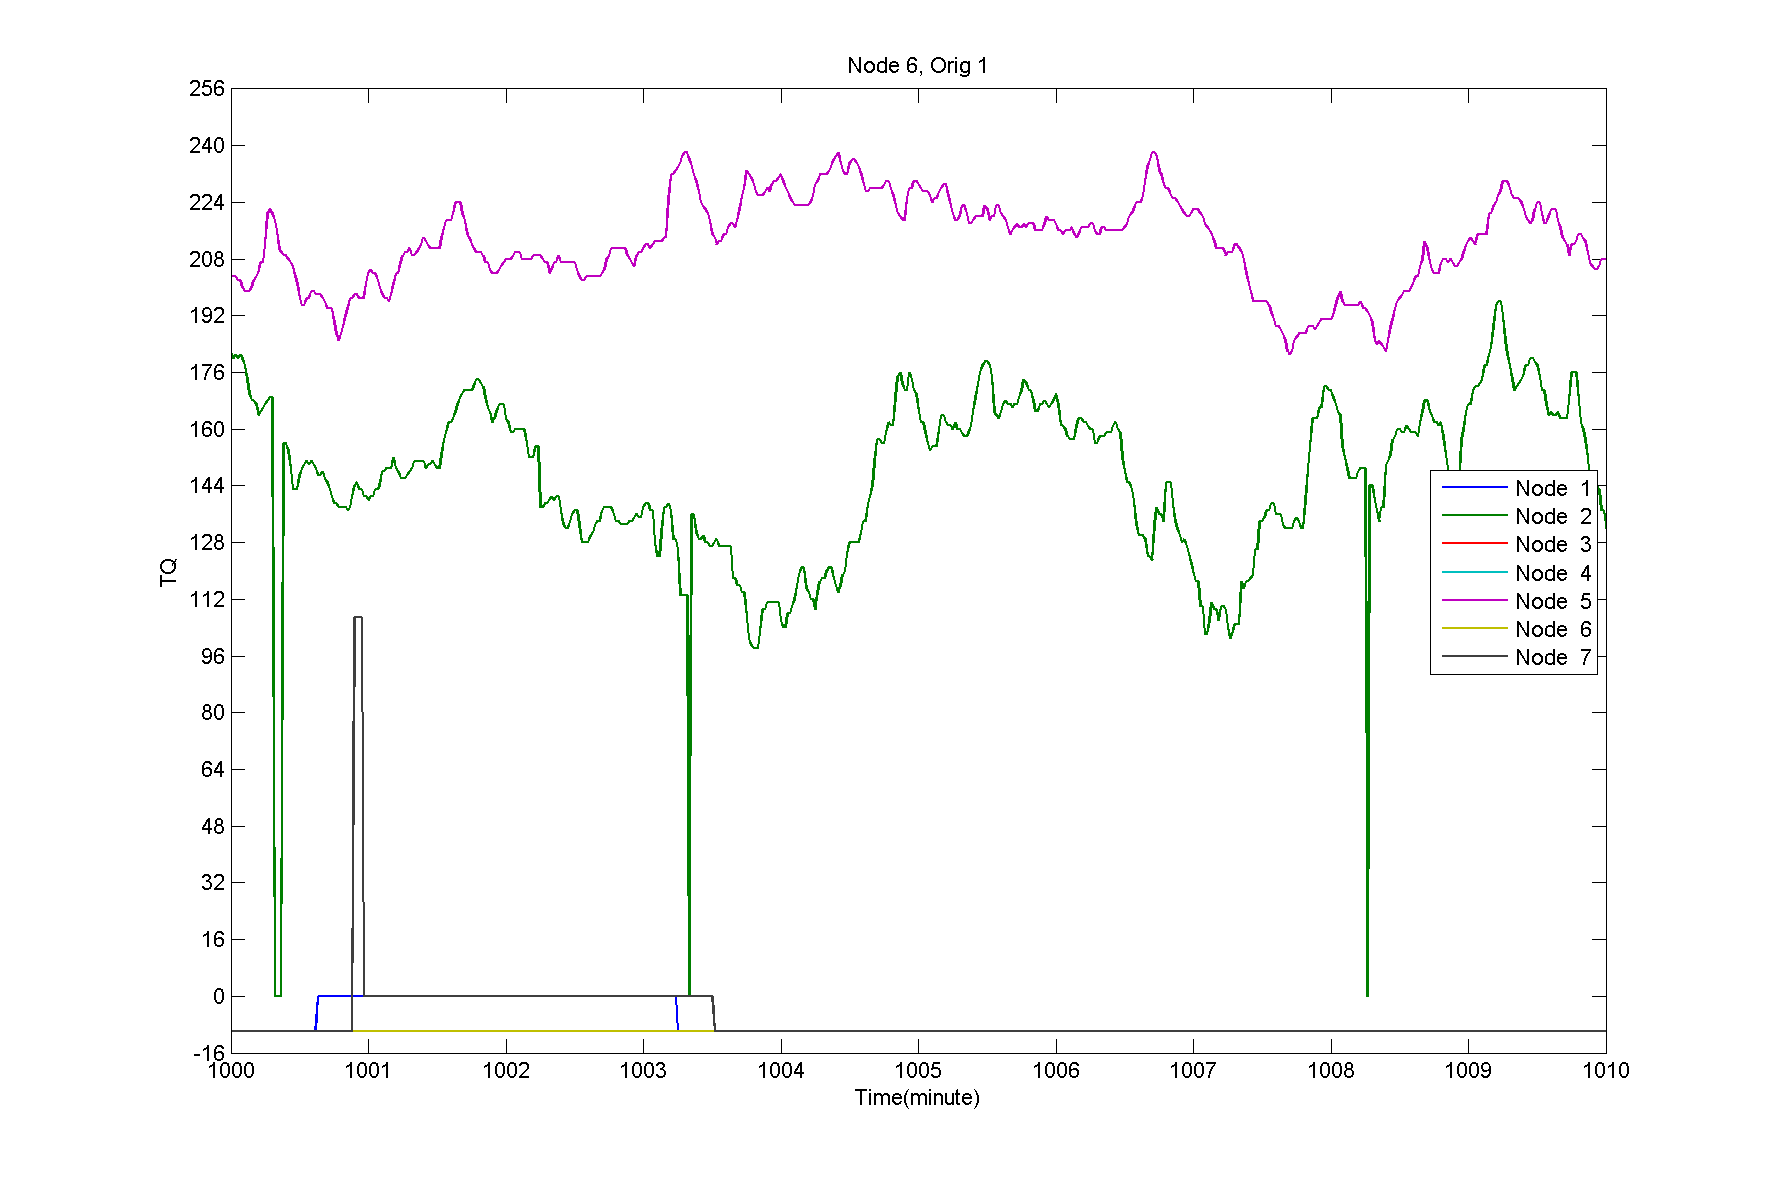 Node 6, Orig 1
256
240
224
208
192
176
160
144
128
112
96
80
64
48
32
16
0
-16
TQ
Node 1
Node 2
Node 3
Node 4
Node 5
Node 6
Node 7
1000 1001 1002 1003 1004 1005 1006 1007 1008 1009 1010
Time(minute)